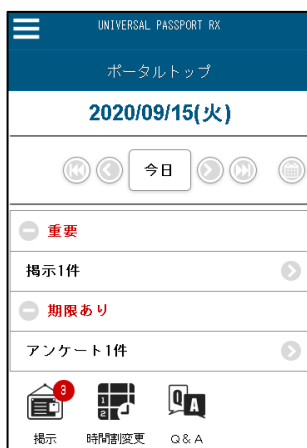 UNIVERSAL PASSPORT RX
ポータルトップ
2020/09/15(火)
今日
重要
掲示1件
期限あり
アンケート1件
3
1
2
Q
A
掲示
時間割変更
Q&A